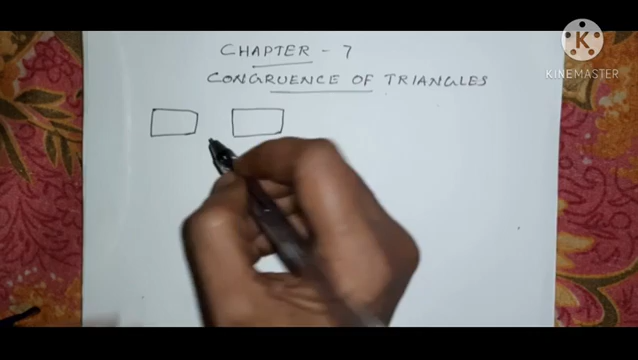 CHAPTER - 7
CONGRUENCE OF TRIANGLES
K
KINEMASTER